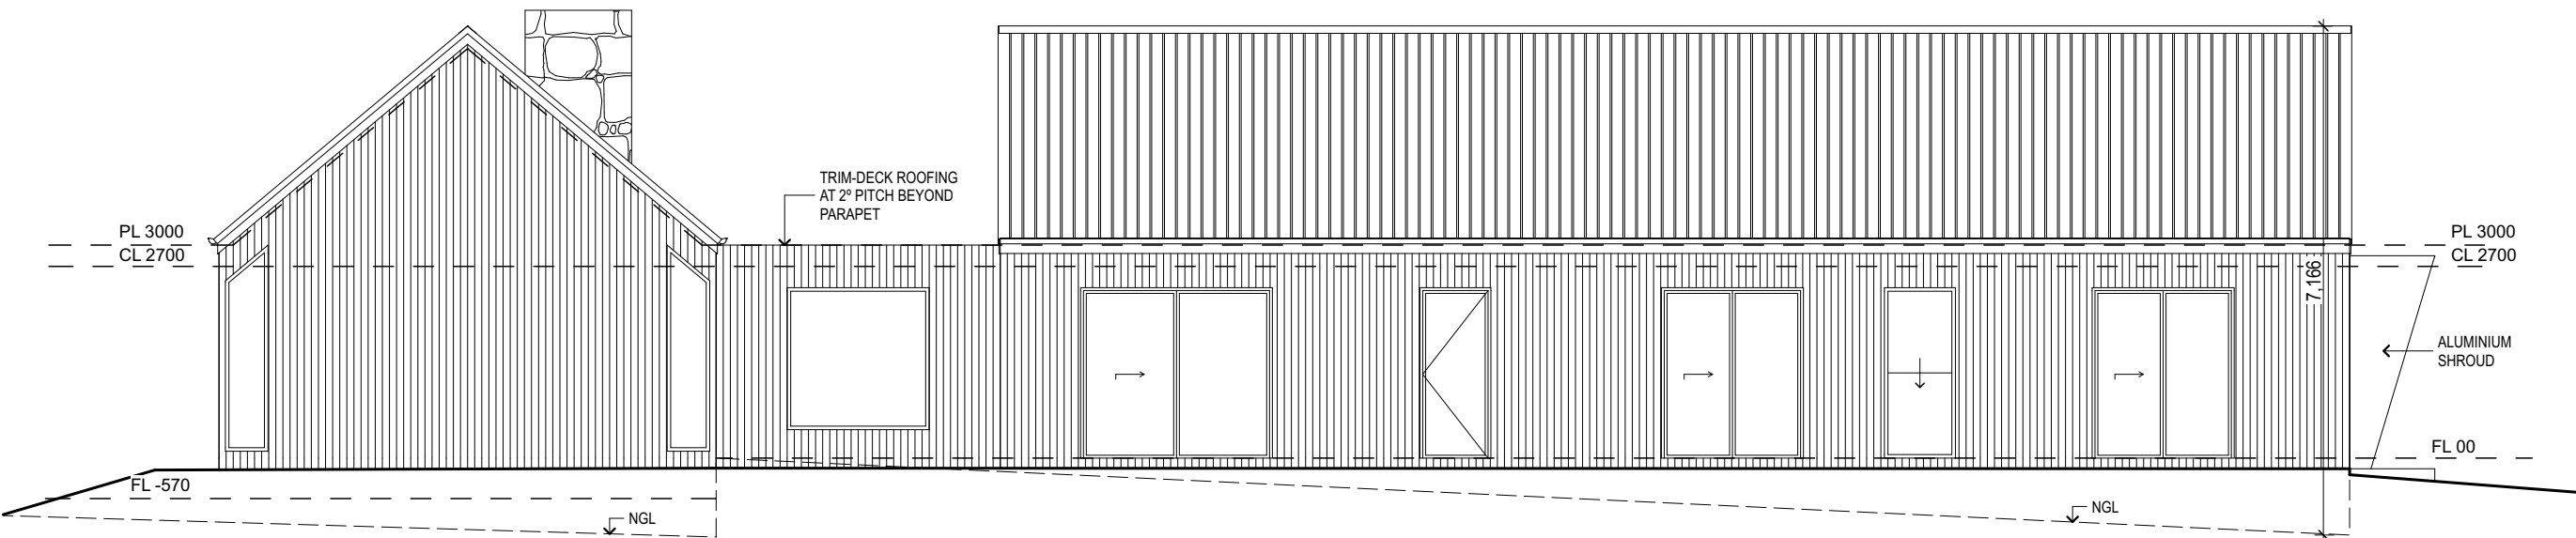 TRIM-DECK ROOFING
AT 2º PITCH BEYOND
PARAPET
PL 3000
CL 2700
PL 3000
CL 2700
7,166
ALUMINIUM
SHROUD
FL 00
FL -570
NGL
NGL